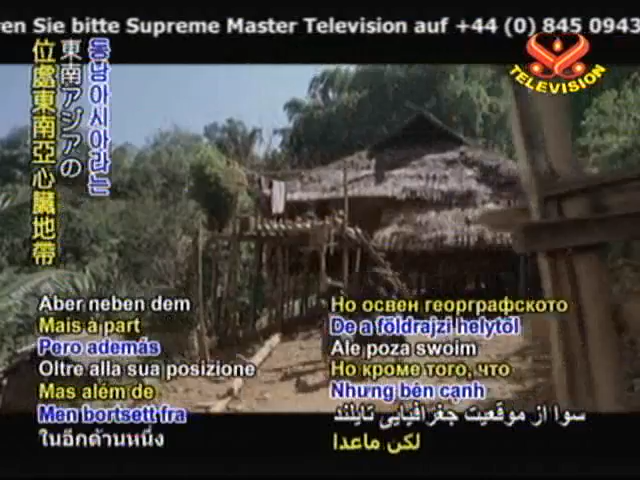 ren Sie bitte Supreme Master Television auf +44 (0) 845 0943
TELEVISION
동남아시아라는
東南アジアの
位處東南亞心臟地帶
Aber neben dem
Mais à part
Pero además
Oltre alla sua posizione
Mas além de
Men bortsett fra
ในอีกด้านหนึ่ง
Но освен георграфското
De a földrajzi helytől
Ale poza swoim
Но кроме того, что
Nhưng bên cạnh
سوا از موقعیت جغرافیایی تایلند
لكن ماعدا